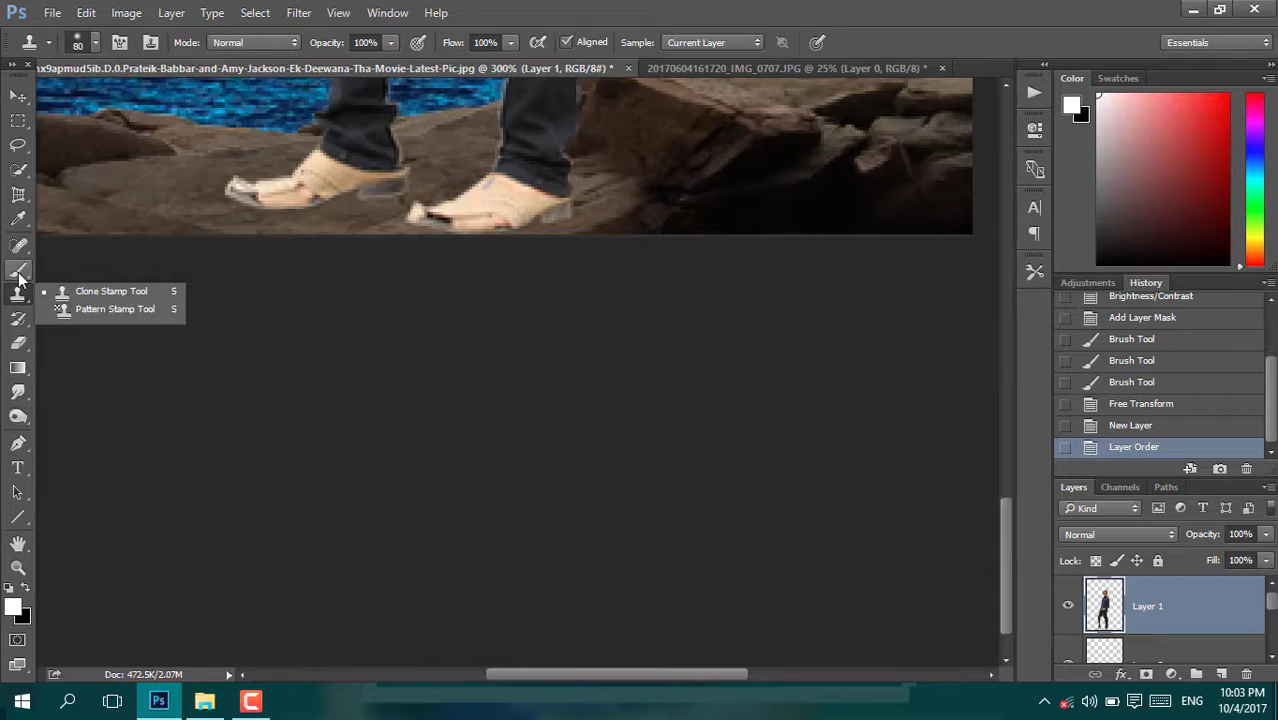 Ps File Edit Image Layer Type Select Filter 3D View Window Help
80 Mode: Normal Opacity: 100% Flow: 100% Aligned Sample: Current Layer Essentials
x9apmud5ib.D.0.Prateik-Babbar-and-Amy-Jackson-Ek-Deewana-Tha-Movie-Latest-Pic.jpg @ 300% (Layer 1, RGB/8#) * × 20170604161720_IMG_0707.JPG @ 25% (Layer 0, RGB/8) * ×
Color Swatches
Clone Stamp Tool S
Pattern Stamp Tool S
Adjustments History
Brightness/Contrast
Add Layer Mask
Brush Tool
Brush Tool
Brush Tool
Free Transform
New Layer
Layer Order
Layers Channels Paths
Kind
Normal Opacity: 100%
Lock: Fill: 100%
Layer 1
Doc: 472.5K/2.07M
Ps ENG 10:03 PM
10/4/2017